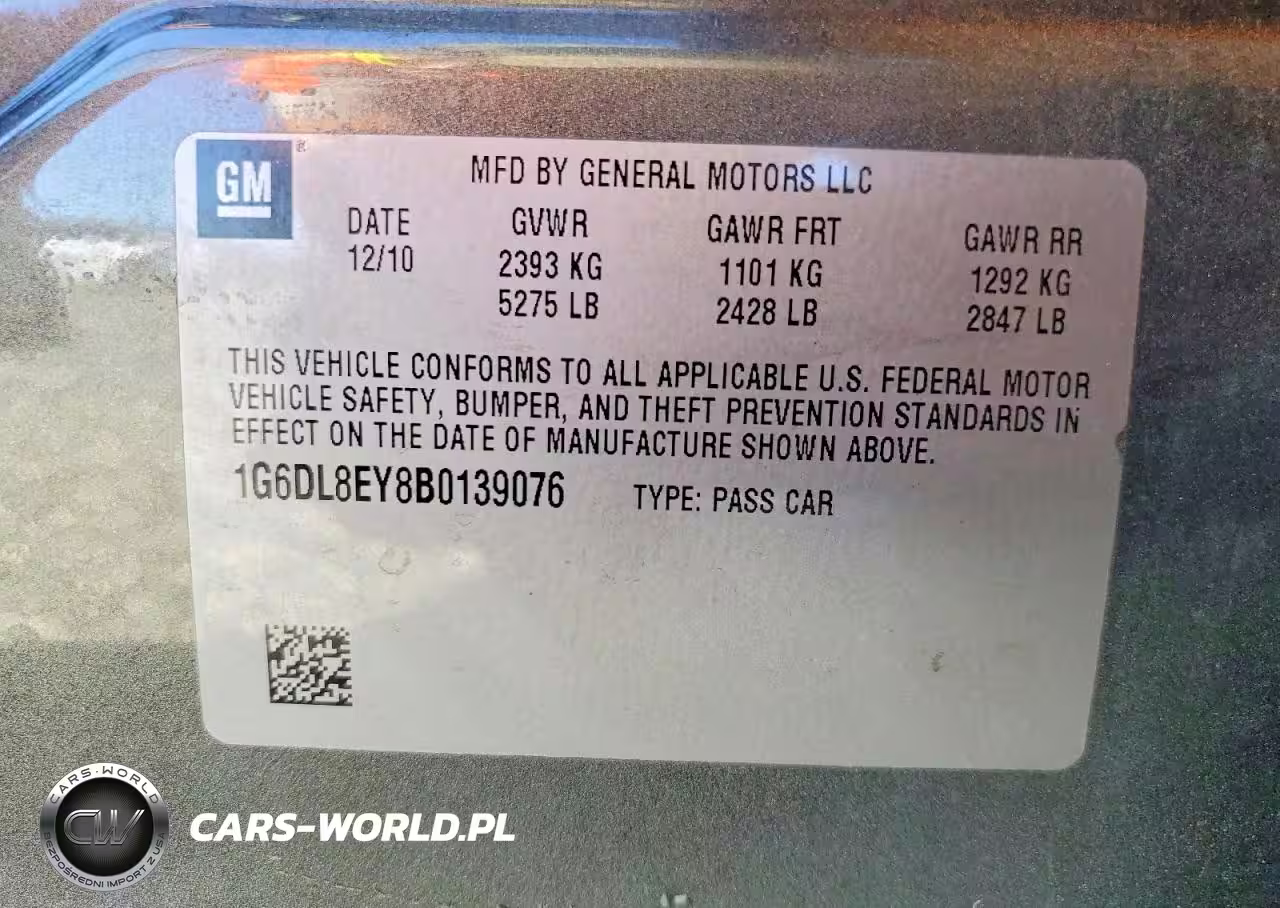 GM
MFD BY GENERAL MOTORS LLC
DATE GVWR GAWR FRT GAWR RR
12/10 2393 KG 1101 KG 1292 KG
5275 LB 2428 LB 2847 LB
THIS VEHICLE CONFORMS TO ALL APPLICABLE U.S. FEDERAL MOTOR
VEHICLE SAFETY, BUMPER, AND THEFT PREVENTION STANDARDS IN
EFFECT ON THE DATE OF MANUFACTURE SHOWN ABOVE.
1G6DL8EY8B0139076 TYPE: PASS CAR
CARS-WORLD
CW
BEZPOŚREDNI IMPORT Z USA
CARS-WORLD.PL